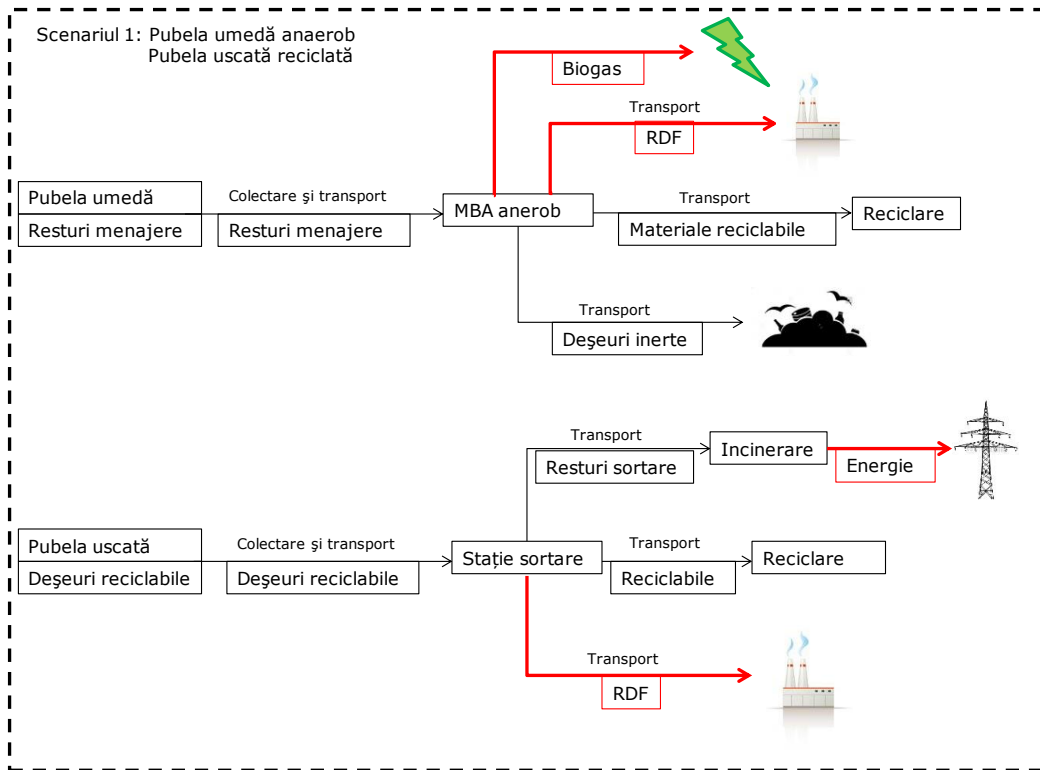 Scenariul 1: Pubela umedă anaerob
Pubela uscată reciclată
Biogas
Transport
RDF
Pubela umedă
Resturi menajere
Colectare şi transport
Resturi menajere
MBA anerob
Transport
Materiale reciclabile
Reciclare
Transport
Deşeuri inerte
Transport
Resturi sortare
Incinerare
Energie
Pubela uscată
Deşeuri reciclabile
Colectare şi transport
Deşeuri reciclabile
Staţie sortare
Transport
Reciclabile
Reciclare
Transport
RDF